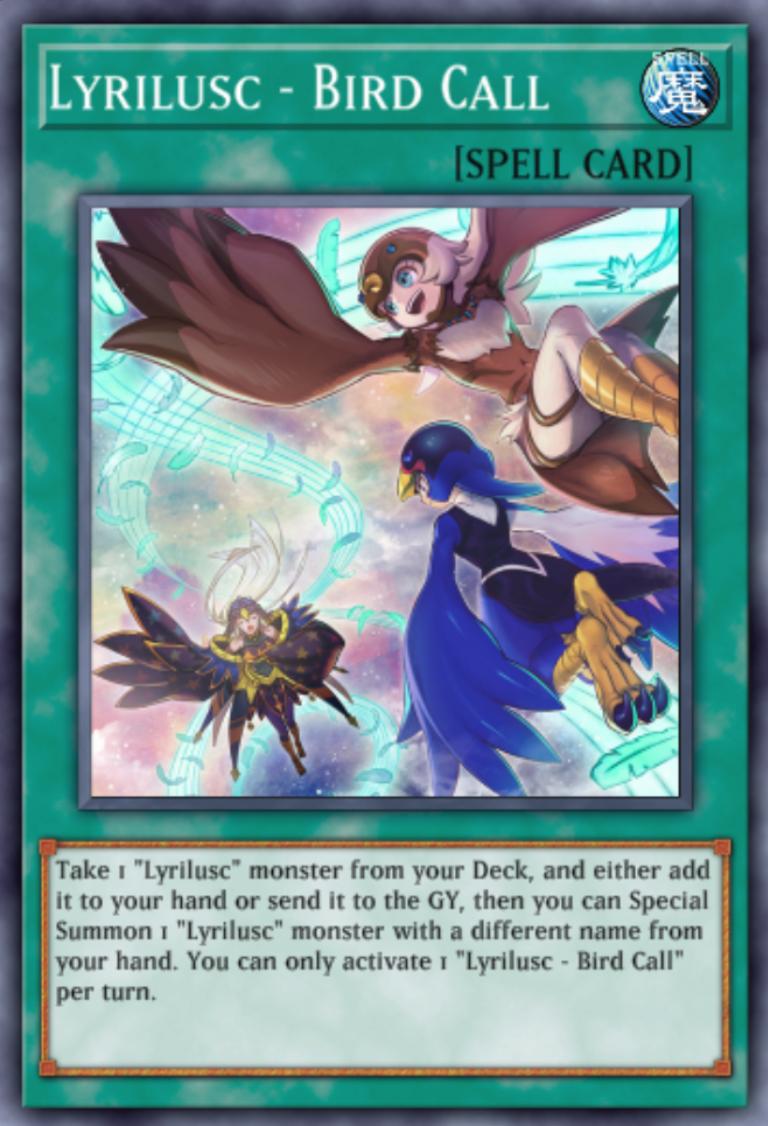 Lyrilusc - Bird Call
SPELL
魔
[SPELL CARD]
Take 1 "Lyrilusc" monster from your Deck, and either add
it to your hand or send it to the GY, then you can Special
Summon 1 "Lyrilusc" monster with a different name from
your hand. You can only activate 1 "Lyrilusc - Bird Call"
per turn.